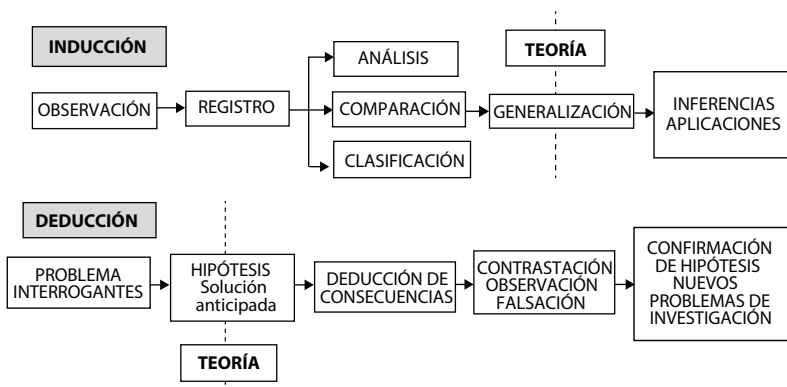 INDUCCIÓN
TEORÍA
ANÁLISIS
OBSERVACIÓN
REGISTRO
COMPARACIÓN
GENERALIZACIÓN
INFERENCIAS
APLICACIONES
CLASIFICACIÓN
DEDUCCIÓN
PROBLEMA
INTERROGANTES
HIPÓTESIS
Solución
anticipada
DEDUCCIÓN DE
CONSECUENCIAS
CONTRASTACIÓN
OBSERVACIÓN
FALSACIÓN
CONFIRMACIÓN
DE HIPÓTESIS
NUEVOS
PROBLEMAS DE
INVESTIGACIÓN
TEORÍA